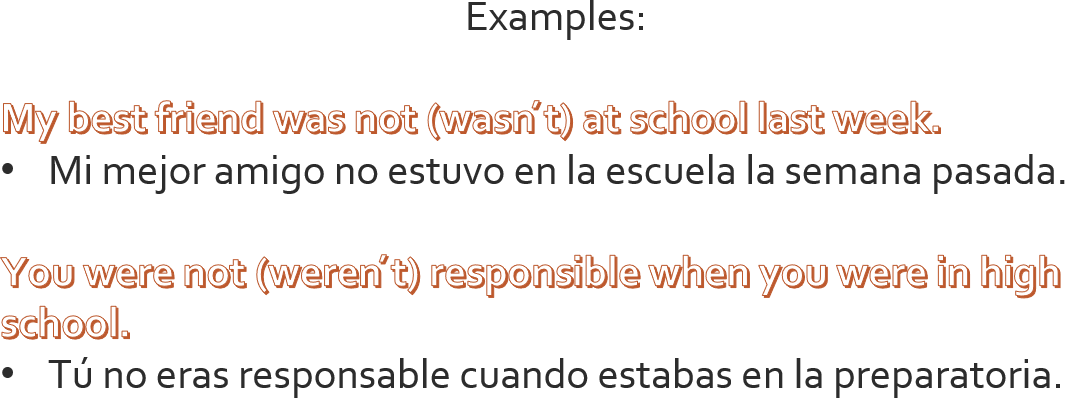 Examples:
My best friend was not (wasn´t) at school last week.
• Mi mejor amigo no estuvo en la escuela la semana pasada.
You were not (weren´t) responsible when you were in high
school.
• Tú no eras responsable cuando estabas en la preparatoria.